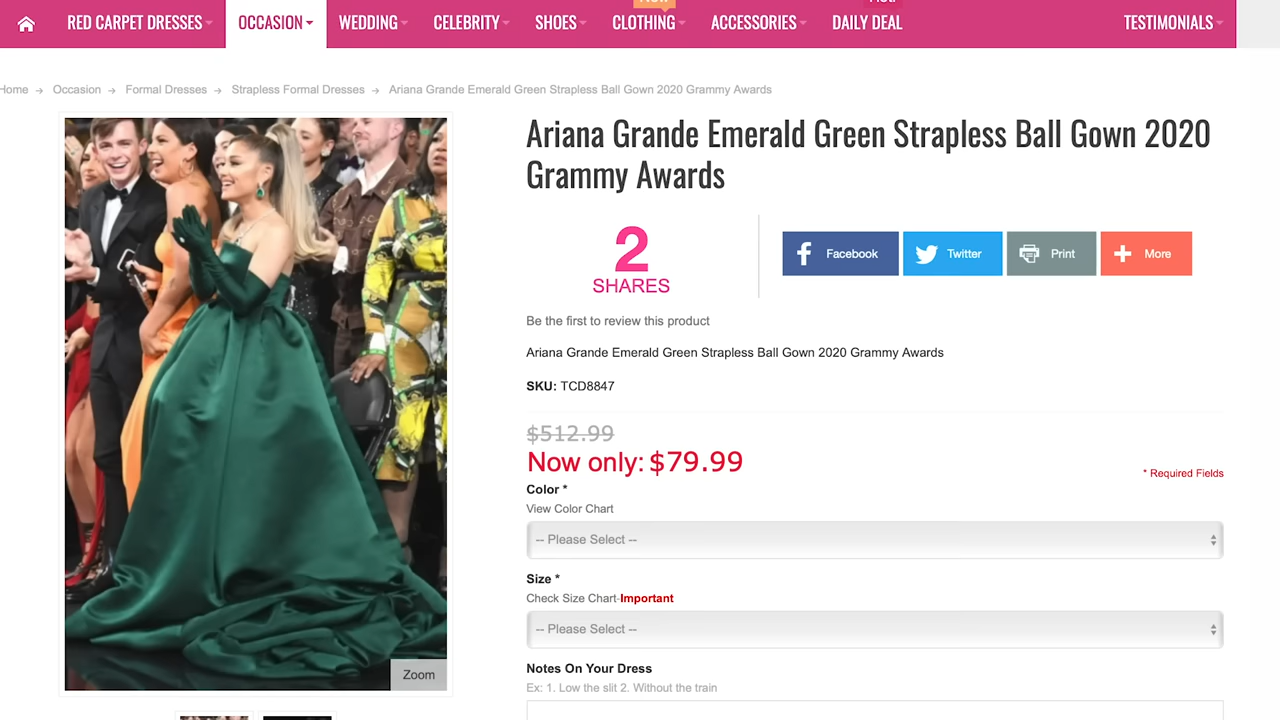 RED CARPET DRESSES OCCASION WEDDING CELEBRITY SHOES CLOTHING ACCESSORIES DAILY DEAL TESTIMONIALS
Home → Occasion → Formal Dresses → Strapless Formal Dresses → Ariana Grande Emerald Green Strapless Ball Gown 2020 Grammy Awards
Ariana Grande Emerald Green Strapless Ball Gown 2020
Grammy Awards
2
SHARES
Facebook Twitter Print More
Be the first to review this product
Ariana Grande Emerald Green Strapless Ball Gown 2020 Grammy Awards
SKU: TCD8847
$512.99
Now only: $79.99
* Required Fields
Color *
View Color Chart
-- Please Select --
Size *
Check Size Chart-Important
-- Please Select --
Notes On Your Dress
Ex: 1. Low the slit 2. Without the train
Zoom